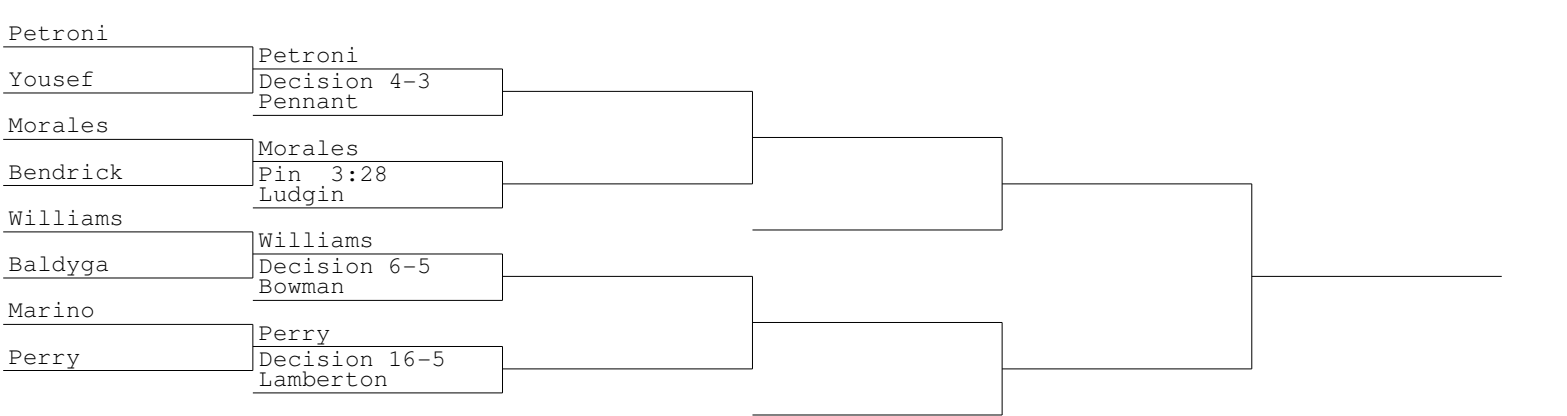 Petroni
Yousef
Morales
Bendrick
Williams
Baldyga
Marino
Perry
Petroni
Decision 4-3
Pennant
Morales
Pin  3:28
Ludgin
Williams
Decision 6-5
Bowman
Perry
Decision 16-5
Lamberton